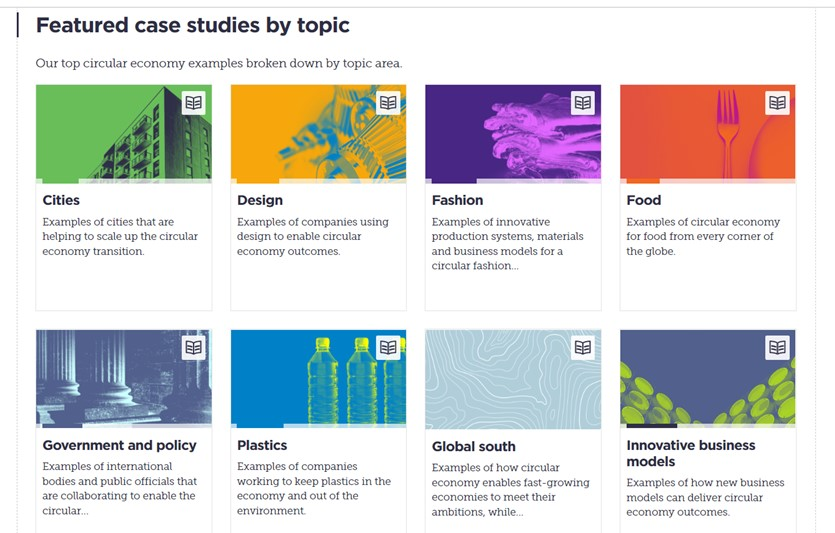 Featured case studies by topic
Our top circular economy examples broken down by topic area.
Cities
Examples of cities that are
helping to scale up the circular
economy transition.
Design
Examples of companies using
design to enable circular
economy outcomes.
Fashion
Examples of innovative
production systems, materials
and business models for a
circular fashion...
Food
Examples of circular economy
for food from every corner of
the globe.
Government and policy
Examples of international
bodies and public officials that
are collaborating to enable the
circular...
Plastics
Examples of companies
working to keep plastics in the
economy and out of the
environment.
Global south
Examples of how circular
economy enables fast-growing
economies to meet their
ambitions, while...
Innovative business
models
Examples of how new business
models can deliver circular
economy outcomes.